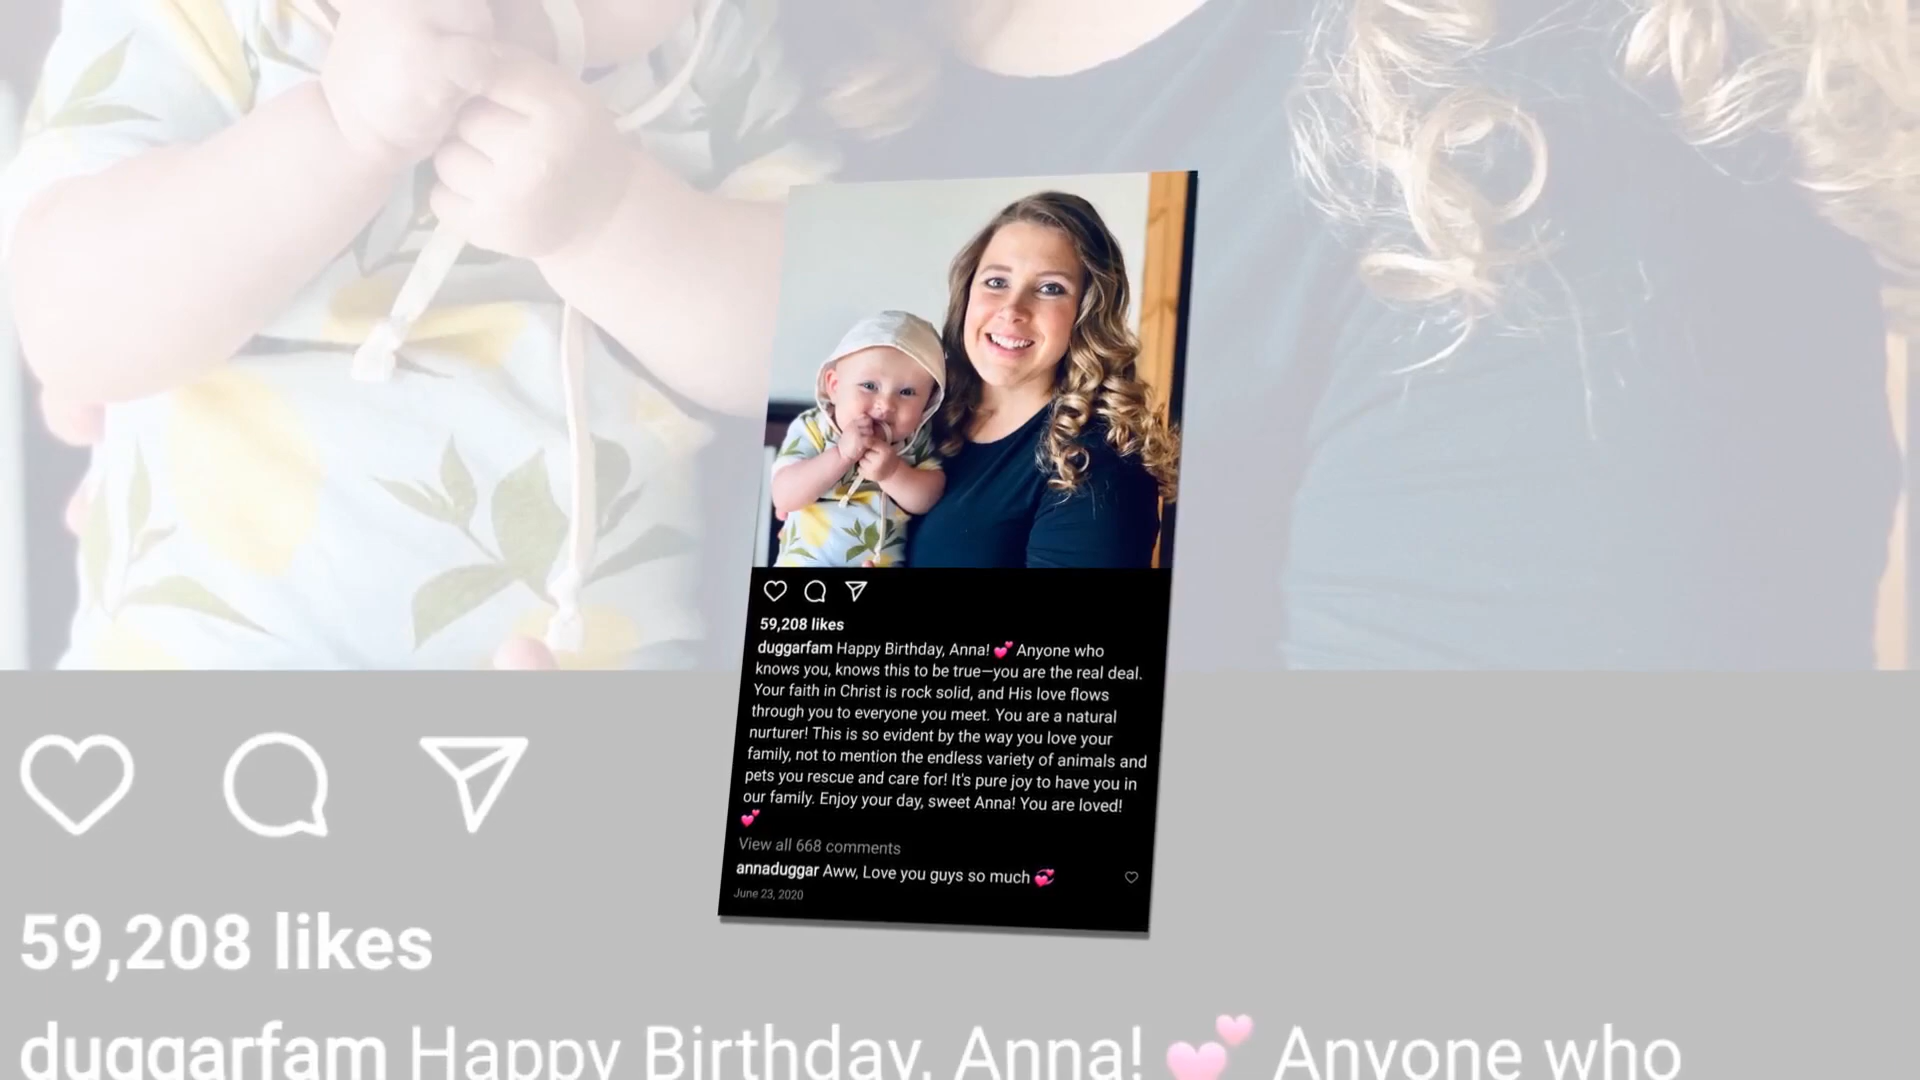 59,208 likes
duggarfam Happy Birthday, Anna! 💕 Anyone who
knows you, knows this to be true—you are the real deal.
Your faith in Christ is rock solid, and His love flows
through you to everyone you meet. You are a natural
nurturer! This is so evident by the way you love your
family, not to mention the endless variety of animals and
pets you rescue and care for! It's pure joy to have you in
our family. Enjoy your day, sweet Anna! You are loved!
💕
View all 668 comments
annaduggar Aww, Love you guys so much 💞
June 23, 2020
59,208 likes
duggarfam Happy Birthday, Anna! 💕 Anyone who